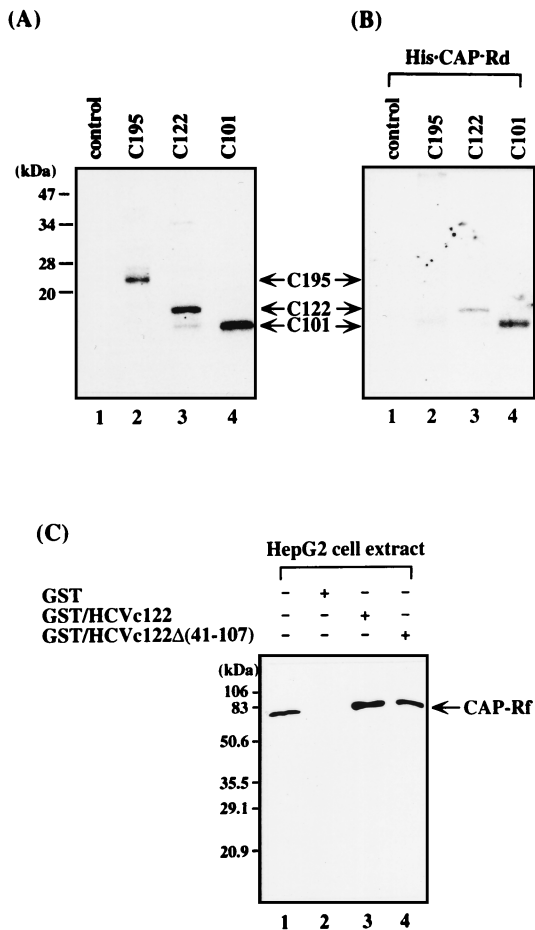 (A)
control
C195
C122
C101
(kDa)
47
34
28
20
1 2 3 4
C195
C122
C101
(B)
His·CAP-Rd
control
C195
C122
C101
1 2 3 4
(C)
HepG2 cell extract
GST – + – –
GST/HCVc122 – – + –
GST/HCVc122Δ(41-107) – – – +
(kDa)
106
83
50.6
35.5
29.1
20.9
CAP-Rf
1 2 3 4